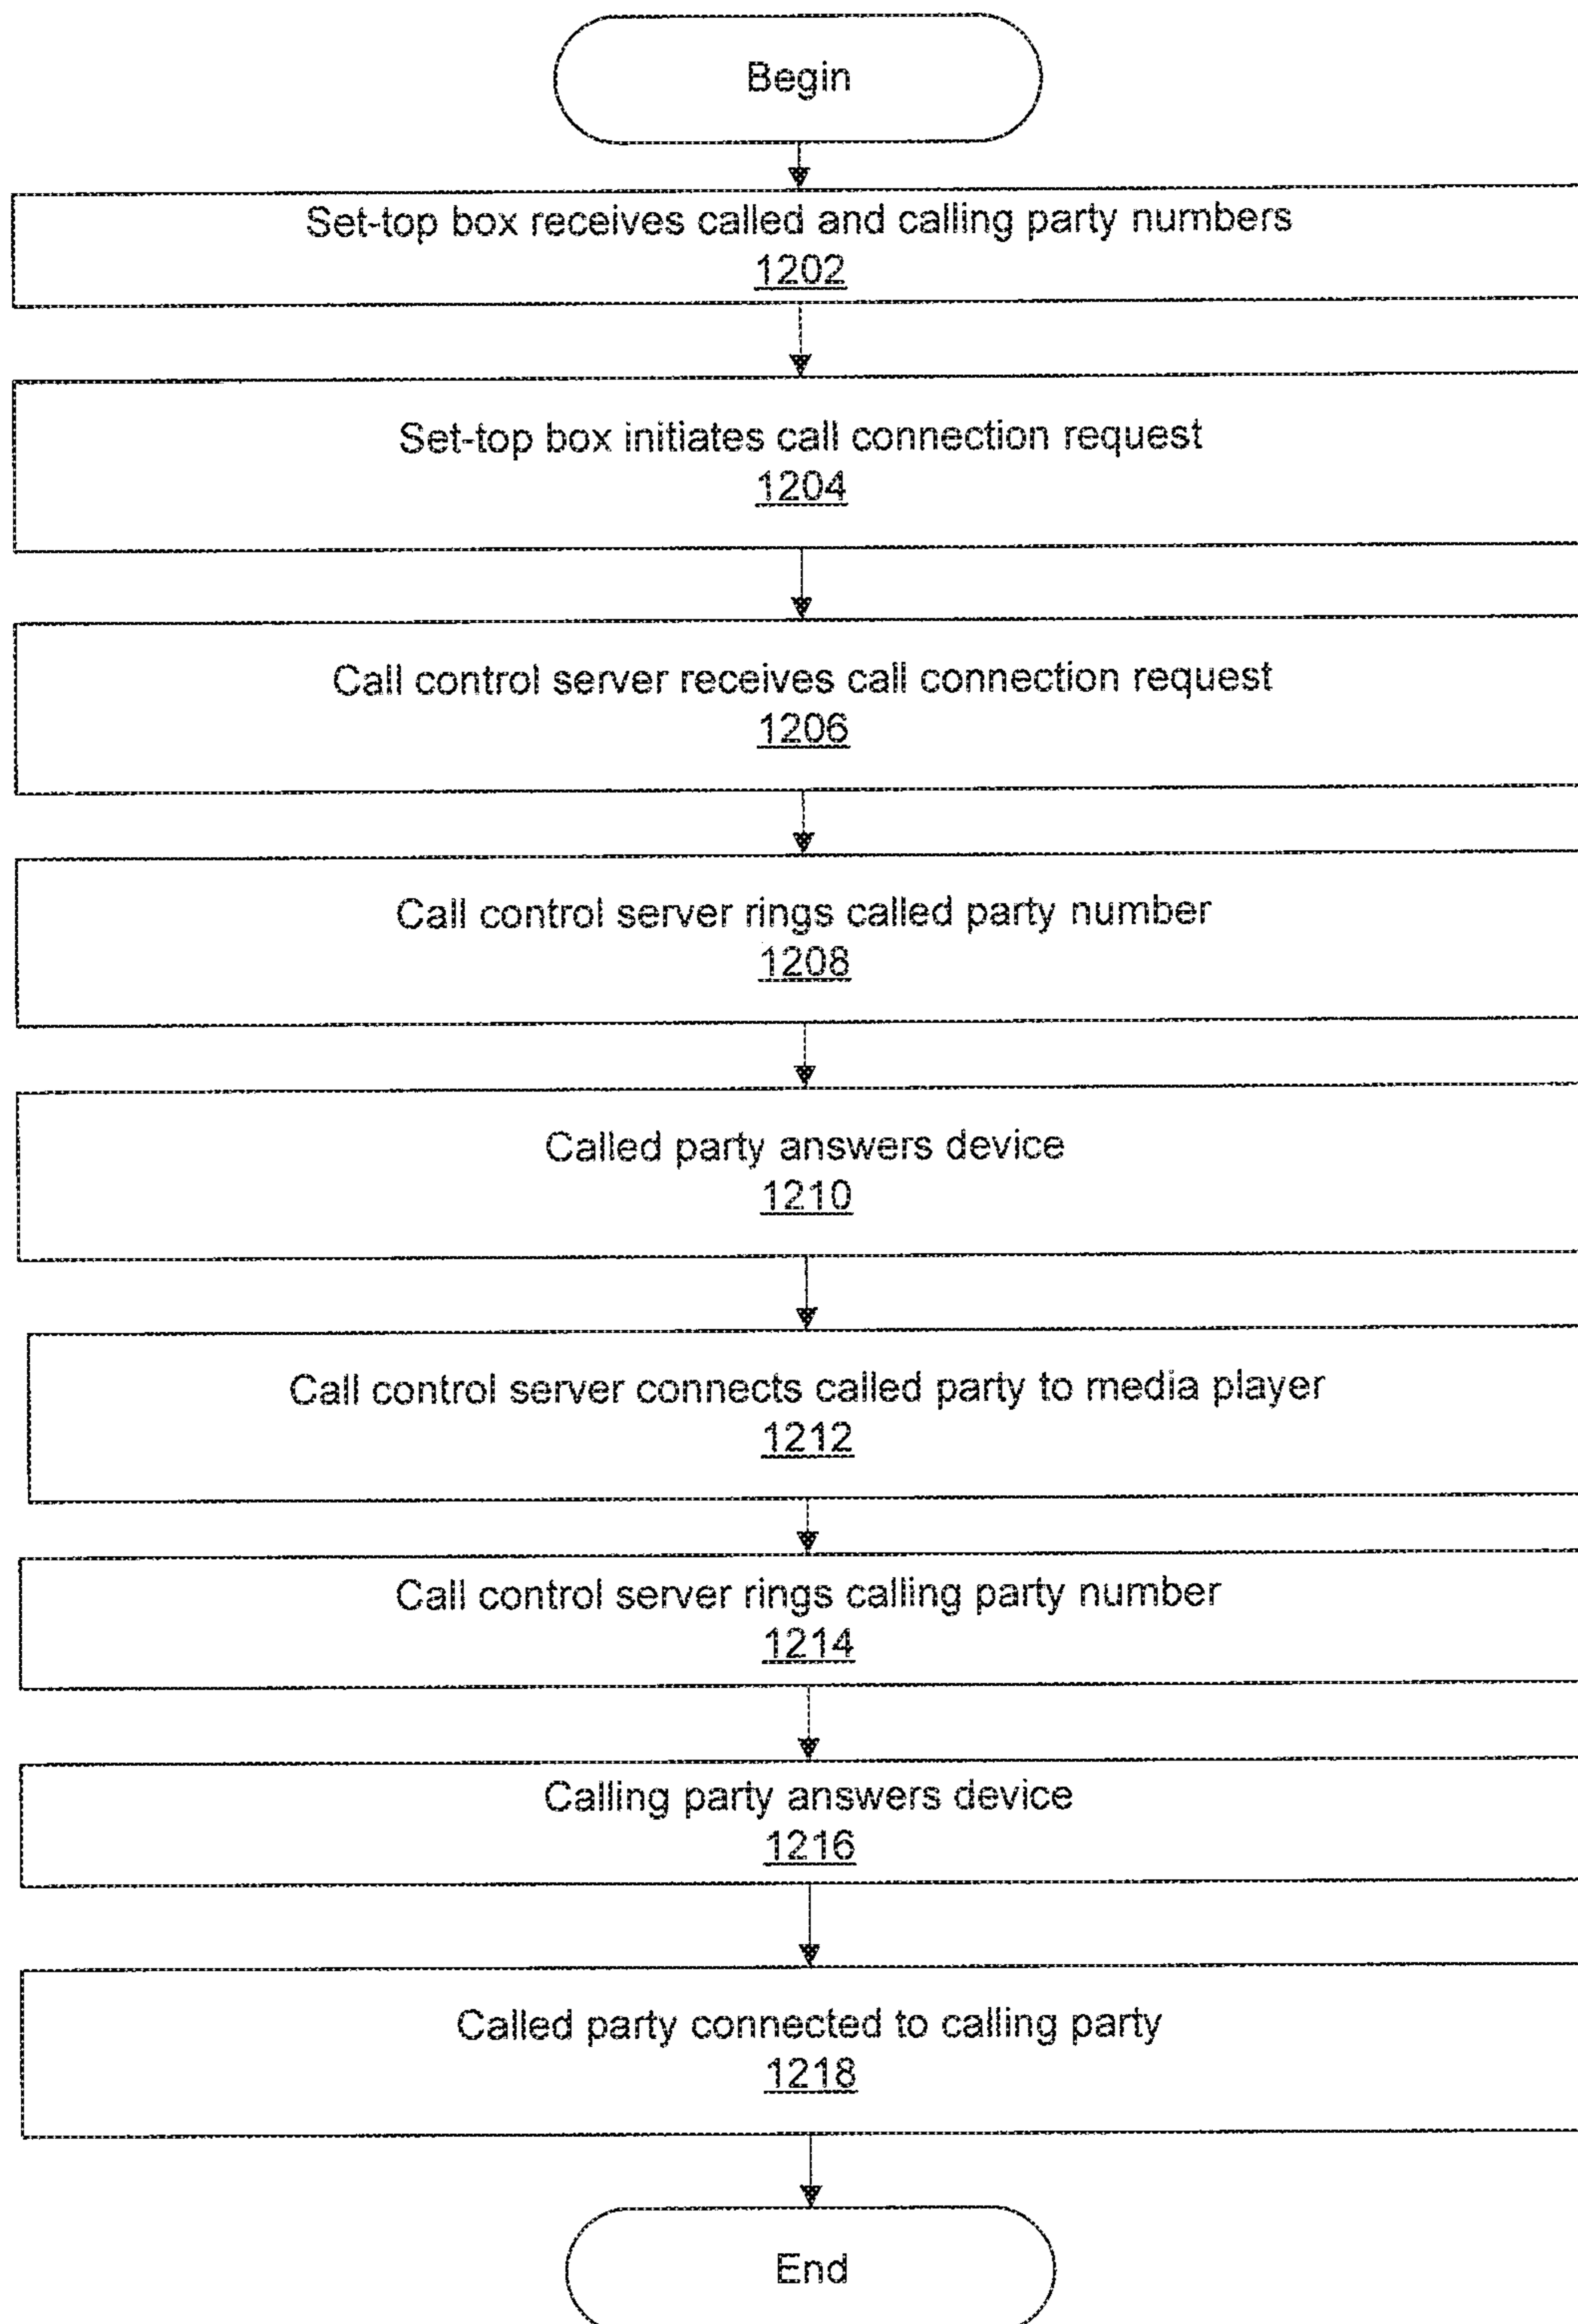 Begin
Set-top box receives called and calling party numbers
1202
Set-top box initiates call connection request
1204
Call control server receives call connection request
1206
Call control server rings called party number
1208
Called party answers device
1210
Call control server connects called party to media player
1212
Call control server rings calling party number
1214
Calling party answers device
1216
Called party connected to calling party
1218
End